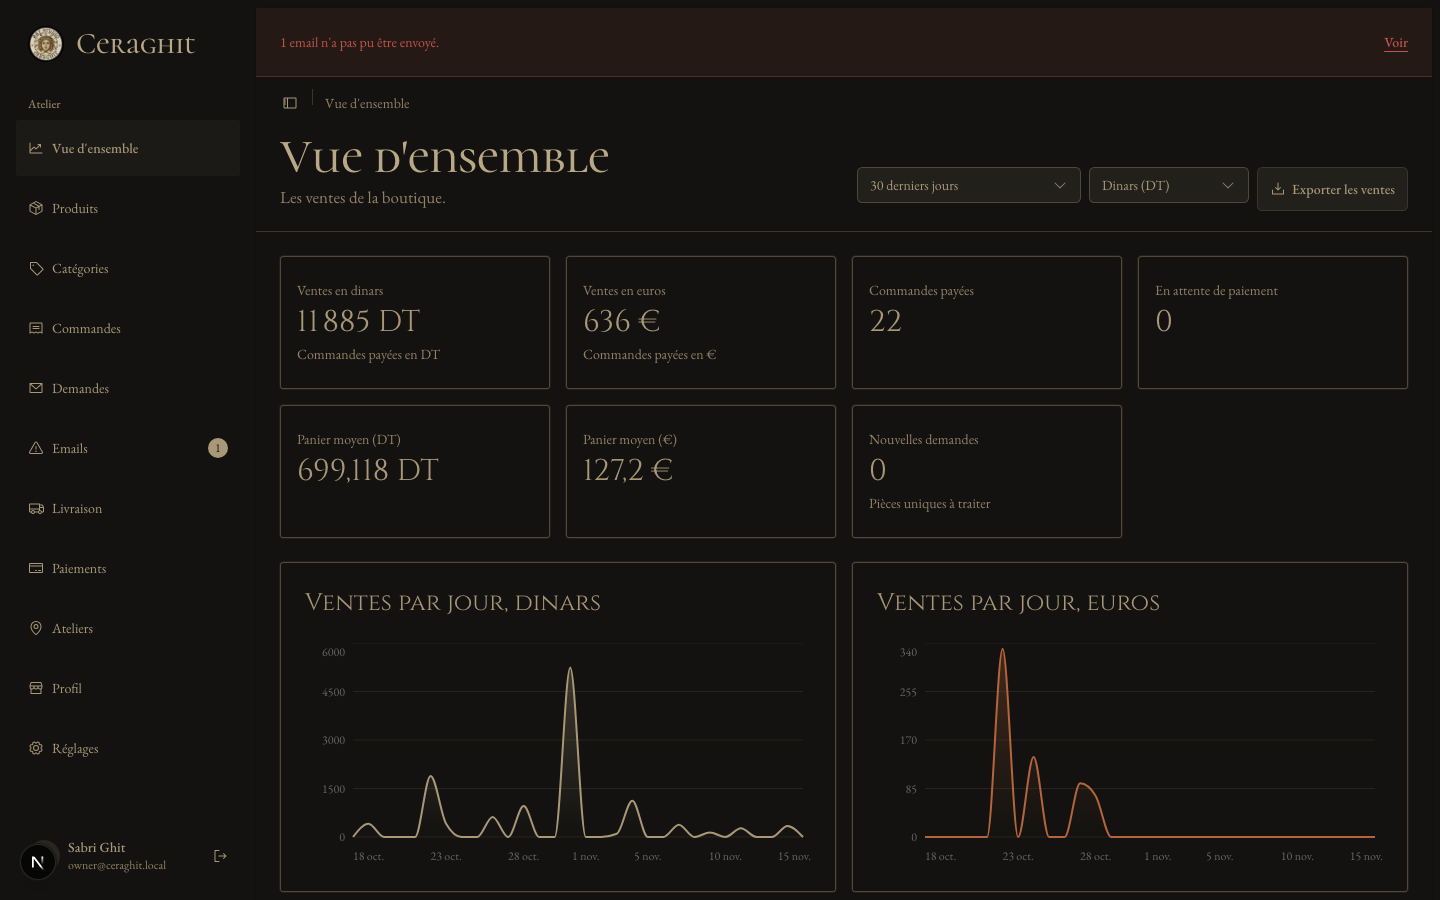 Ceraghit
Atelier
Vue d'ensemble
Produits
Catégories
Commandes
Demandes
Emails
1
Livraison
Paiements
Ateliers
Profil
Réglages
N
Sabri Ghit
owner@ceraghit.local
1 email n'a pas pu être envoyé.
Voir
Vue d'ensemble
Vue d'ensemble
Les ventes de la boutique.
30 derniers jours
Dinars (DT)
Exporter les ventes
Ventes en dinars
11 885 DT
Commandes payées en DT
Ventes en euros
636 €
Commandes payées en €
Commandes payées
22
En attente de paiement
0
Panier moyen (DT)
699,118 DT
Panier moyen (€)
127,2 €
Nouvelles demandes
0
Pièces uniques à traiter
Ventes par jour, dinars
6000
4500
3000
1500
0
18 oct. 23 oct. 28 oct. 1 nov. 5 nov. 10 nov. 15 nov.
Ventes par jour, euros
340
255
170
85
0
18 oct. 23 oct. 28 oct. 1 nov. 5 nov. 10 nov. 15 nov.